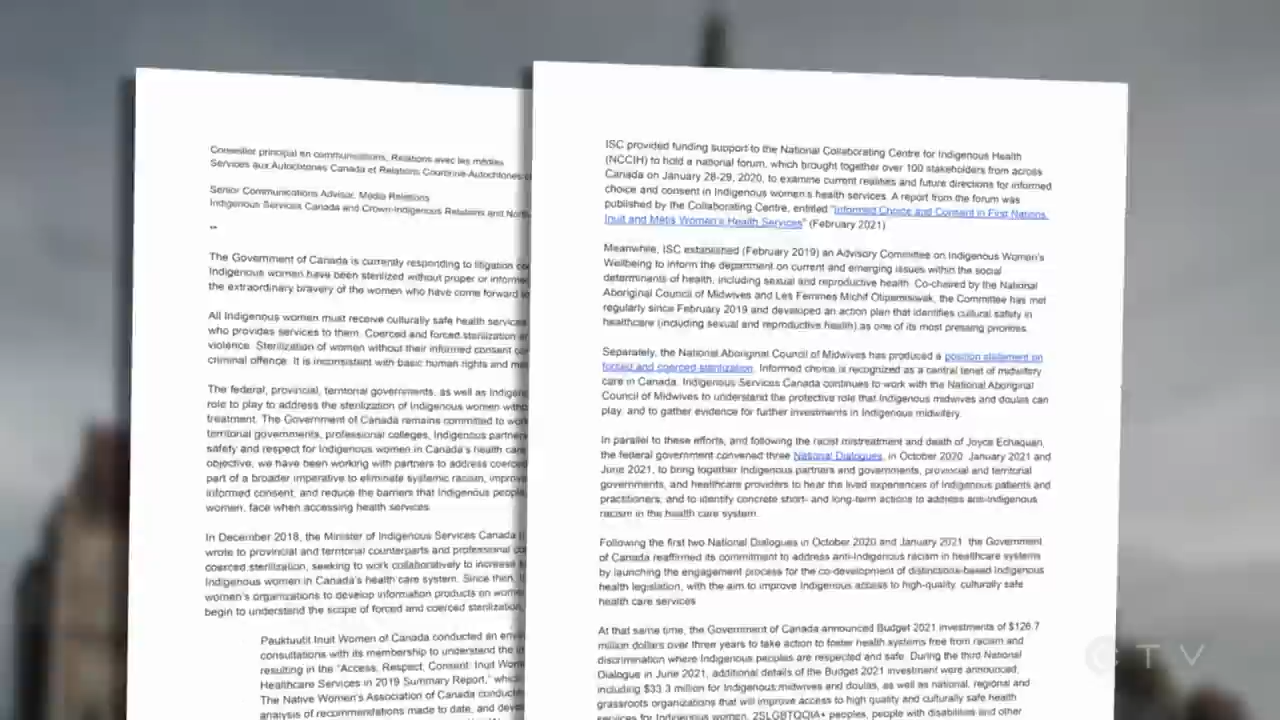 Conseiller principal en communications, Relations avec les médias
Services aux Autochtones Canada et Relations Couronne-Autochtones et
Senior Communications Advisor, Media Relations
Indigenous Services Canada and Crown-Indigenous Relations and North
**
The Government of Canada is currently responding to litigation
Indigenous women have been sterilized without proper or informe
the extraordinary bravery of the women who have come forward
All Indigenous women must receive culturally safe health services
who provides services to them. Coerced and forced sterilization
violence. Sterilization of women without their informed consent
criminal offence. It is inconsistent with basic human rights and
The federal, provincial, territorial governments, as well as Indigen
role to play to address the sterilization of Indigenous women witho
treatment. The Government of Canada remains committed to work
territorial governments, professional colleges, Indigenous partner
safety and respect for Indigenous women in Canada's health care
objective, we have been working with partners to address coerced
part of a broader imperative to eliminate systemic racism, improve
informed consent, and reduce the barriers that Indigenous people,
women, face when accessing health services.
In December 2018, the Minister of Indigenous Services Canada
wrote to provincial and territorial counterparts and professional
coerced sterilization, seeking to work collaboratively to increase
Indigenous women in Canada's health care system. Since then,
women's organizations to develop information products on
begin to understand the scope of forced and coerced sterilization,
Pauktuutit Inuit Women of Canada conducted an
consultations with its membership to understand the
resulting in the "Access, Respect, Consent: Inuit Wom
Healthcare Services in 2019 Summary Report," which
The Native Women's Association of Canada conducte
analysis of recommendations made to date, and
ISC provided funding support to the National Collaborating Centre for Indigenous Health
(NCCIH) to hold a national forum, which brought together over 100 stakeholders from across
Canada on January 28-29, 2020, to examine current realities and future directions for informed
choice and consent in Indigenous women's health services. A report from the forum was
published by the Collaborating Centre, entitled "Informed Choice and Consent in First Nations,
Inuit and Métis Women's Health Services" (February 2021)
Meanwhile, ISC established (February 2019) an Advisory Committee on Indigenous Women's
Wellbeing to inform the department on current and emerging issues within the social
determinants of health, including sexual and reproductive health. Co-chaired by the National
Aboriginal Council of Midwives and Les Femmes Michif Otipemisiwak, the Committee has met
regularly since February 2019 and developed an action plan that identifies cultural safety in
healthcare (including sexual and reproductive health) as one of its most pressing priorities.
Separately, the National Aboriginal Council of Midwives has produced a position statement on
forced and coerced sterilization. Informed choice is recognized as a central tenet of midwifery
care in Canada. Indigenous Services Canada continues to work with the National Aboriginal
Council of Midwives to understand the protective role that Indigenous midwives and doulas can
play, and to gather evidence for further investments in Indigenous midwifery.
In parallel to these efforts, and following the racist mistreatment and death of Joyce Echaquan,
the federal government convened three National Dialogues, in October 2020 January 2021 and
June 2021, to bring together Indigenous partners and governments, provincial and territorial
governments, and healthcare providers to hear the lived experiences of Indigenous patients and
practitioners, and to identify concrete short- and long-term actions to address anti-Indigenous
racism in the health care system.
Following the first two National Dialogues in October 2020 and January 2021 the Government
of Canada reaffirmed its commitment to address anti-Indigenous racism in healthcare systems
by launching the engagement process for the co-development of distinctions-based Indigenous
health legislation, with the aim to improve Indigenous access to high-quality, culturally safe
health care services
At that same time, the Government of Canada announced Budget 2021 investments of $126.7
million dollars over three years to take action to foster health systems free from racism and
discrimination where Indigenous peoples are respected and safe. During the third National
Dialogue in June 2021, additional details of the Budget 2021 investment were announced,
including $33.3 million for Indigenous midwives and doulas, as well as national, regional and
grassroots organizations that will improve access to high quality and culturally safe health
services for Indigenous women, 2SLGBTQQIA+ peoples, people with disabilities and other
CTV